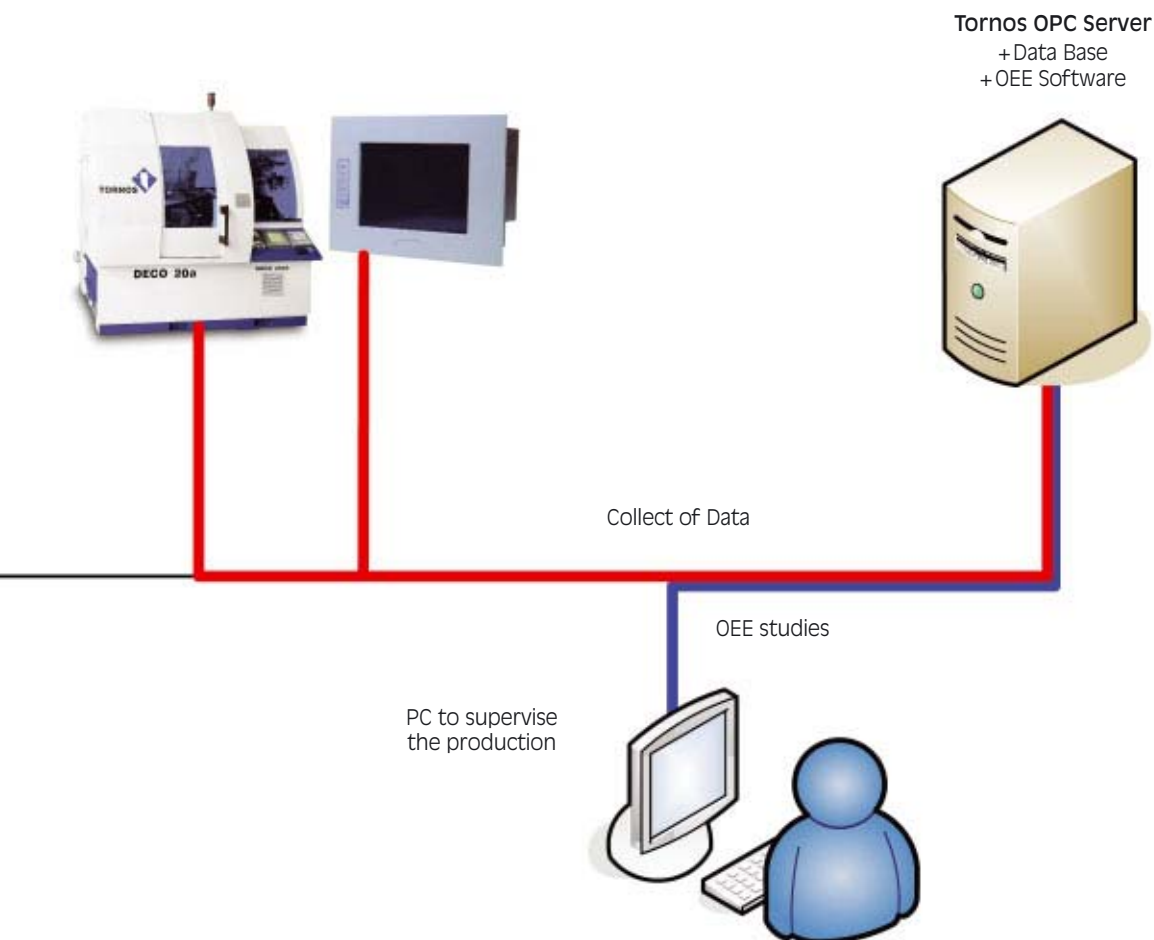 Tornos OPC Server
+Data Base
+OEE Software
TORNOS
DECO 20a
Collect of Data
OEE studies
PC to supervise
the production